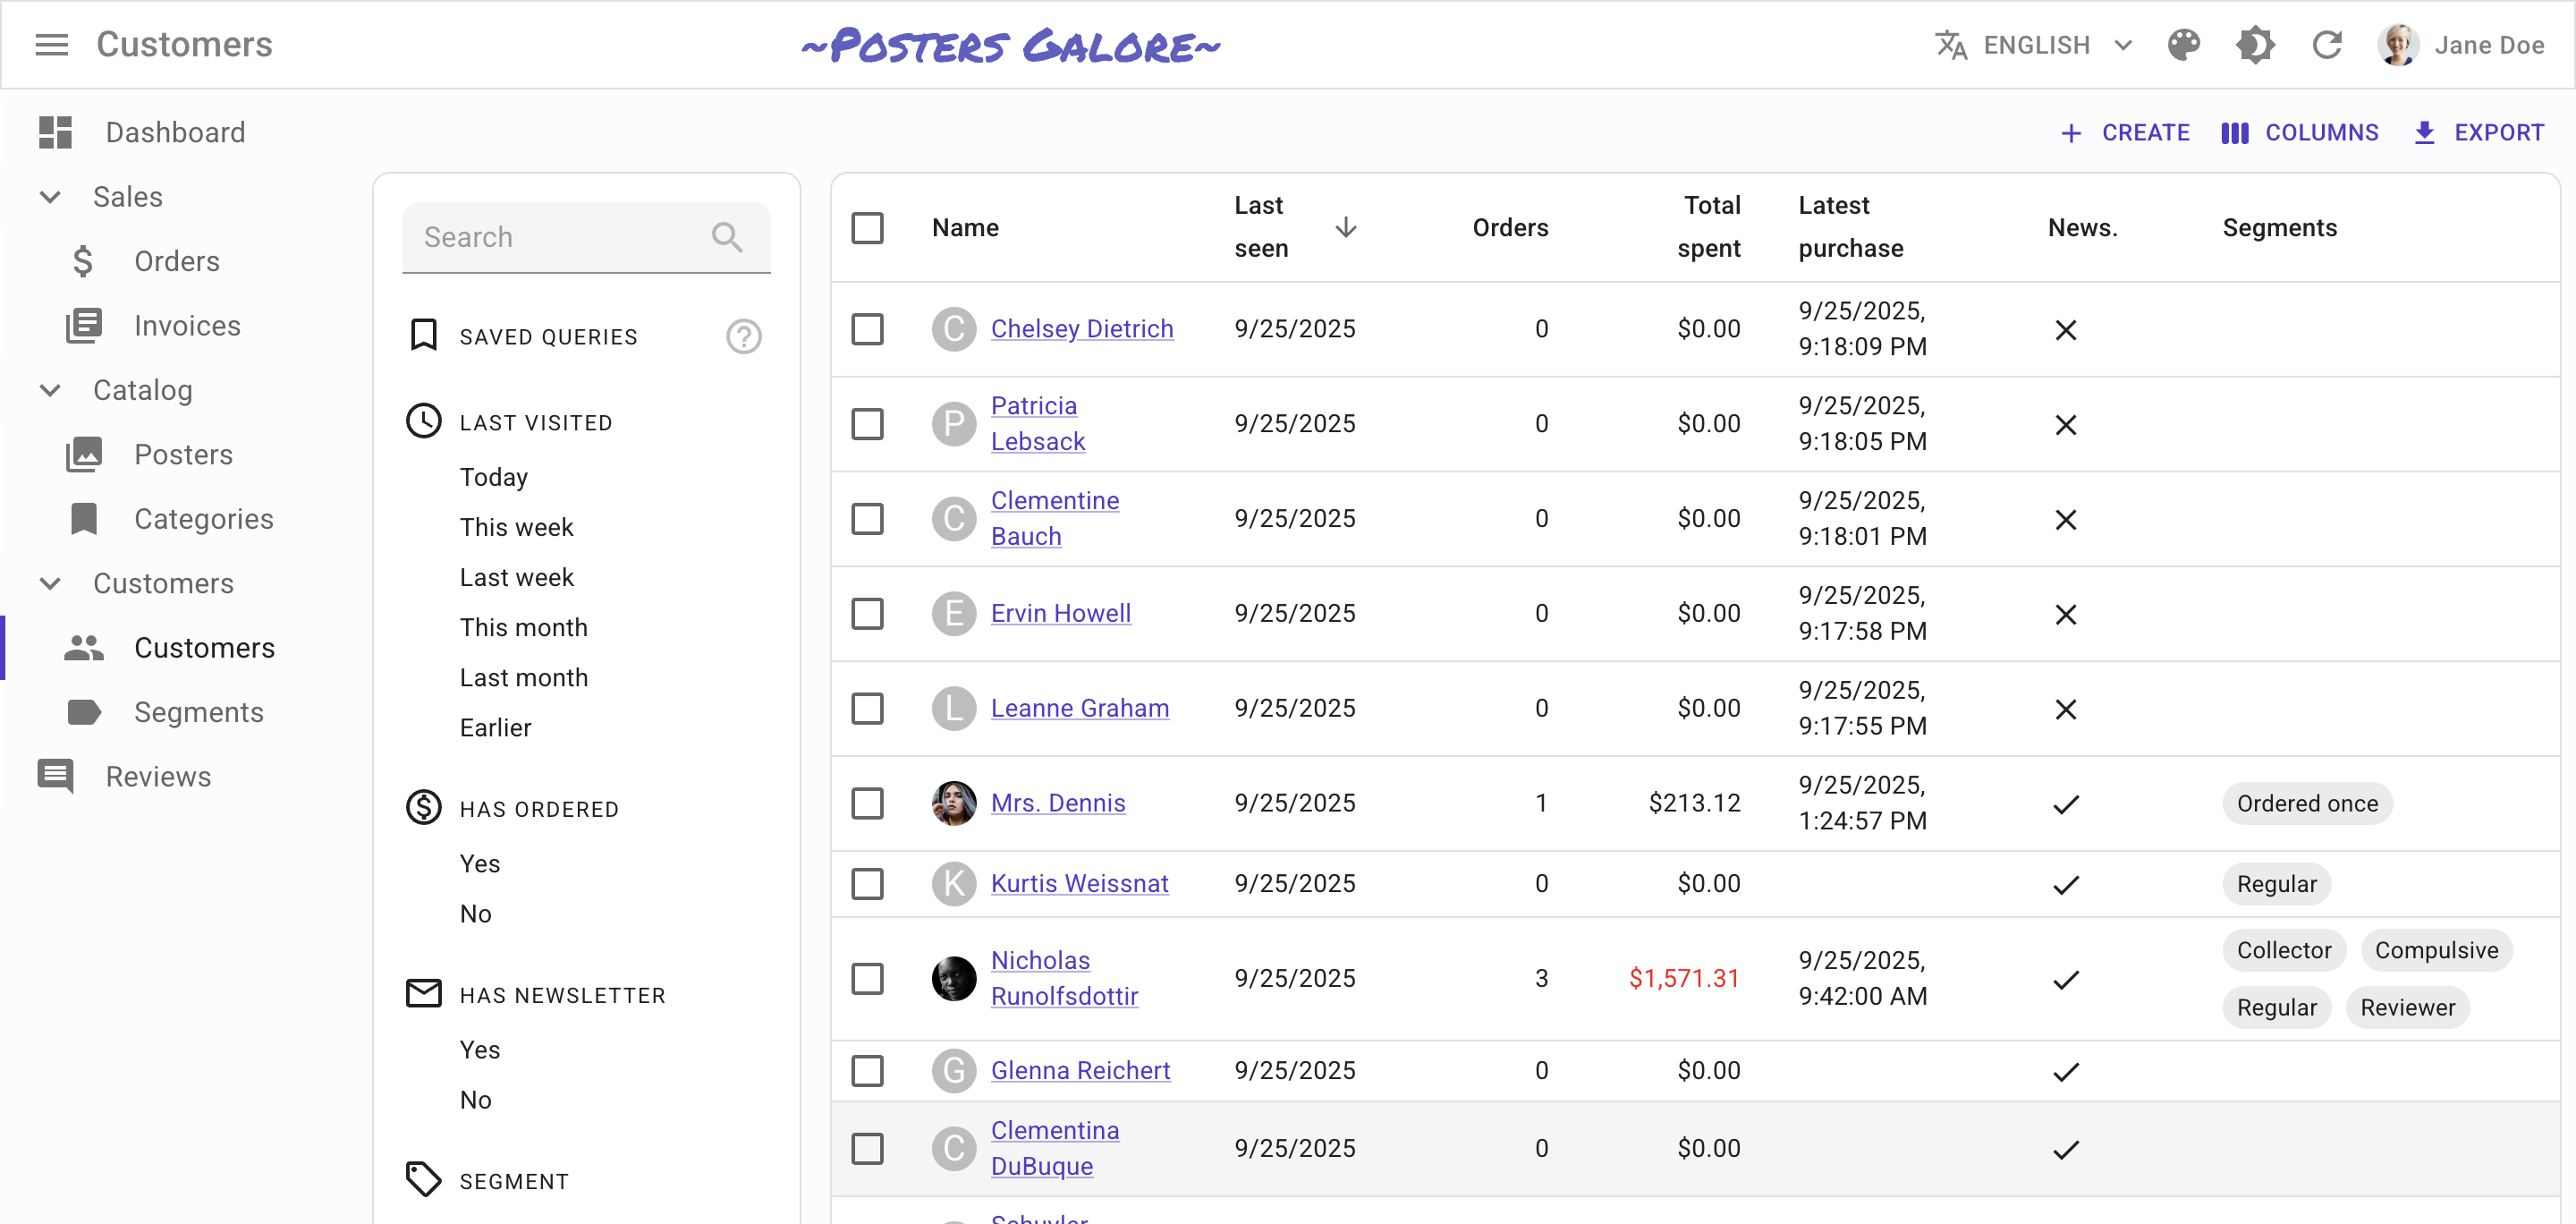 Customers
~Posters Galore~
ENGLISH
Jane Doe
Dashboard
Sales
Orders
Invoices
Catalog
Posters
Categories
Customers
Customers
Segments
Reviews
CREATE
COLUMNS
EXPORT
Search
SAVED QUERIES
?
LAST VISITED
Today
This week
Last week
This month
Last month
Earlier
HAS ORDERED
Yes
No
HAS NEWSLETTER
Yes
No
SEGMENT
Name
Last
seen
Orders
Total
spent
Latest
purchase
News.
Segments
C Chelsey Dietrich 9/25/2025 0 $0.00 9/25/2025,
9:18:09 PM
P Patricia
Lebsack 9/25/2025 0 $0.00 9/25/2025,
9:18:05 PM
C Clementine
Bauch 9/25/2025 0 $0.00 9/25/2025,
9:18:01 PM
E Ervin Howell 9/25/2025 0 $0.00 9/25/2025,
9:17:58 PM
L Leanne Graham 9/25/2025 0 $0.00 9/25/2025,
9:17:55 PM
Mrs. Dennis 9/25/2025 1 $213.12 9/25/2025,
1:24:57 PM
Ordered once
K Kurtis Weissnat 9/25/2025 0 $0.00 Regular
Nicholas
Runolfsdottir 9/25/2025 3 $1,571.31 9/25/2025,
9:42:00 AM
Collector Compulsive
Regular Reviewer
G Glenna Reichert 9/25/2025 0 $0.00
C Clementina
DuBuque 9/25/2025 0 $0.00
Schuyler